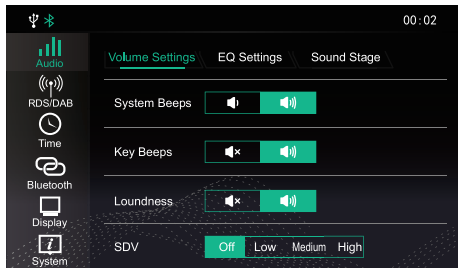 00:02
Audio
Volume Settings EQ Settings Sound Stage
RDS/DAB
System Beeps
Time
Key Beeps
Bluetooth
Loundness
Display
SDV Off Low Medium High
System